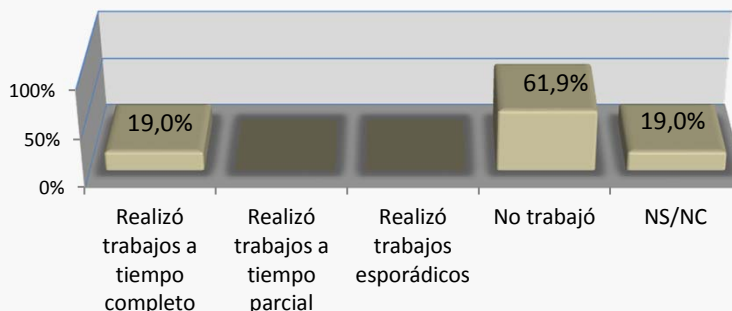 100%
50%
0%
19,0%
61,9%
19,0%
Realizó
trabajos a
tiempo
completo
Realizó
trabajos a
tiempo
parcial
Realizó
trabajos
esporádicos
No trabajó
NS/NC